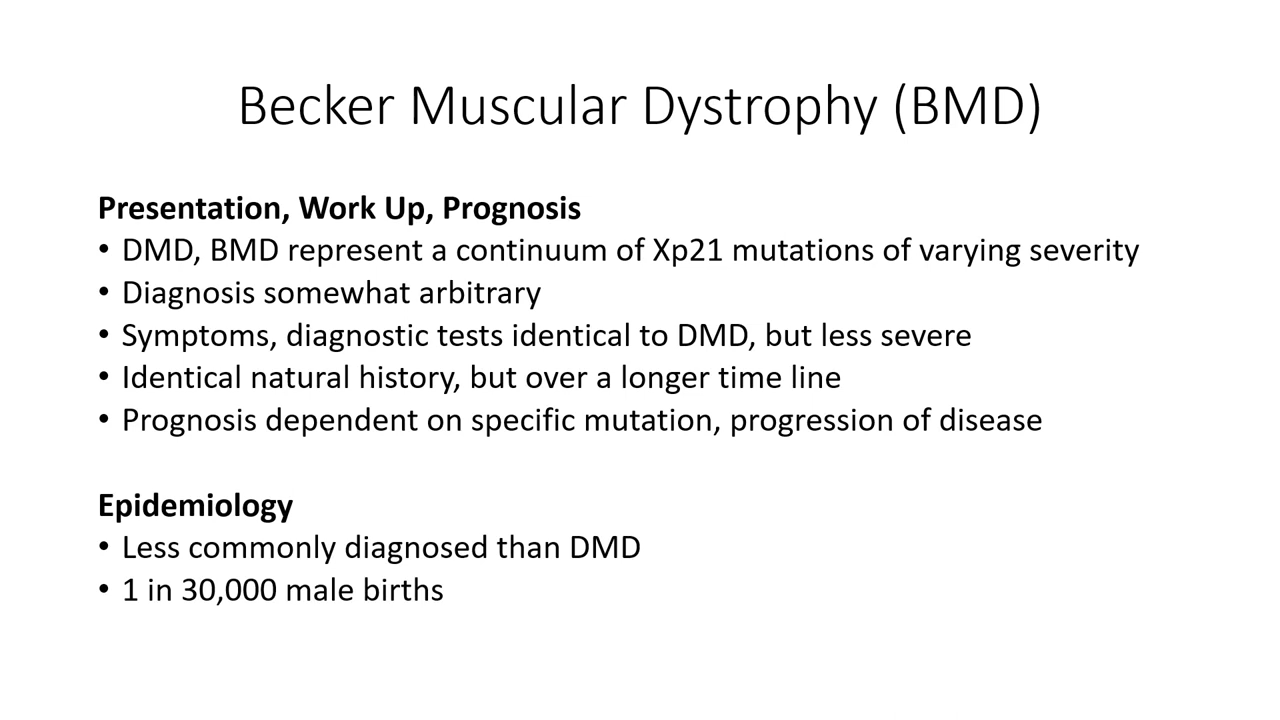 Becker Muscular Dystrophy (BMD)
Presentation, Work Up, Prognosis
• DMD, BMD represent a continuum of Xp21 mutations of varying severity
• Diagnosis somewhat arbitrary
• Symptoms, diagnostic tests identical to DMD, but less severe
• Identical natural history, but over a longer time line
• Prognosis dependent on specific mutation, progression of disease
Epidemiology
• Less commonly diagnosed than DMD
• 1 in 30,000 male births